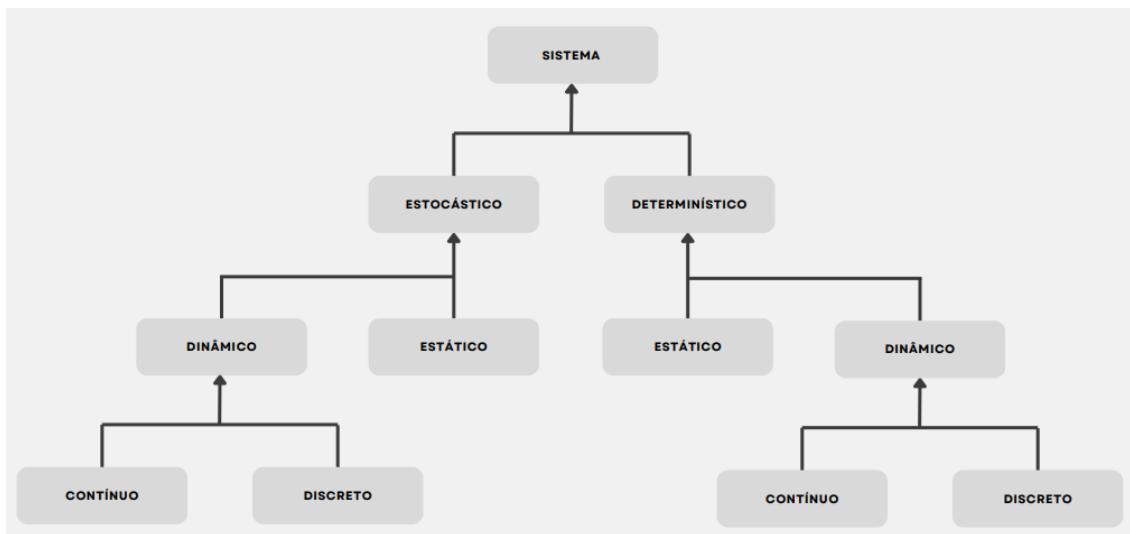 SISTEMA
ESTOCÁSTICO
DETERMINÍSTICO
DINÂMICO
ESTÁTICO
ESTÁTICO
DINÂMICO
CONTÍNUO
DISCRETO
CONTÍNUO
DISCRETO